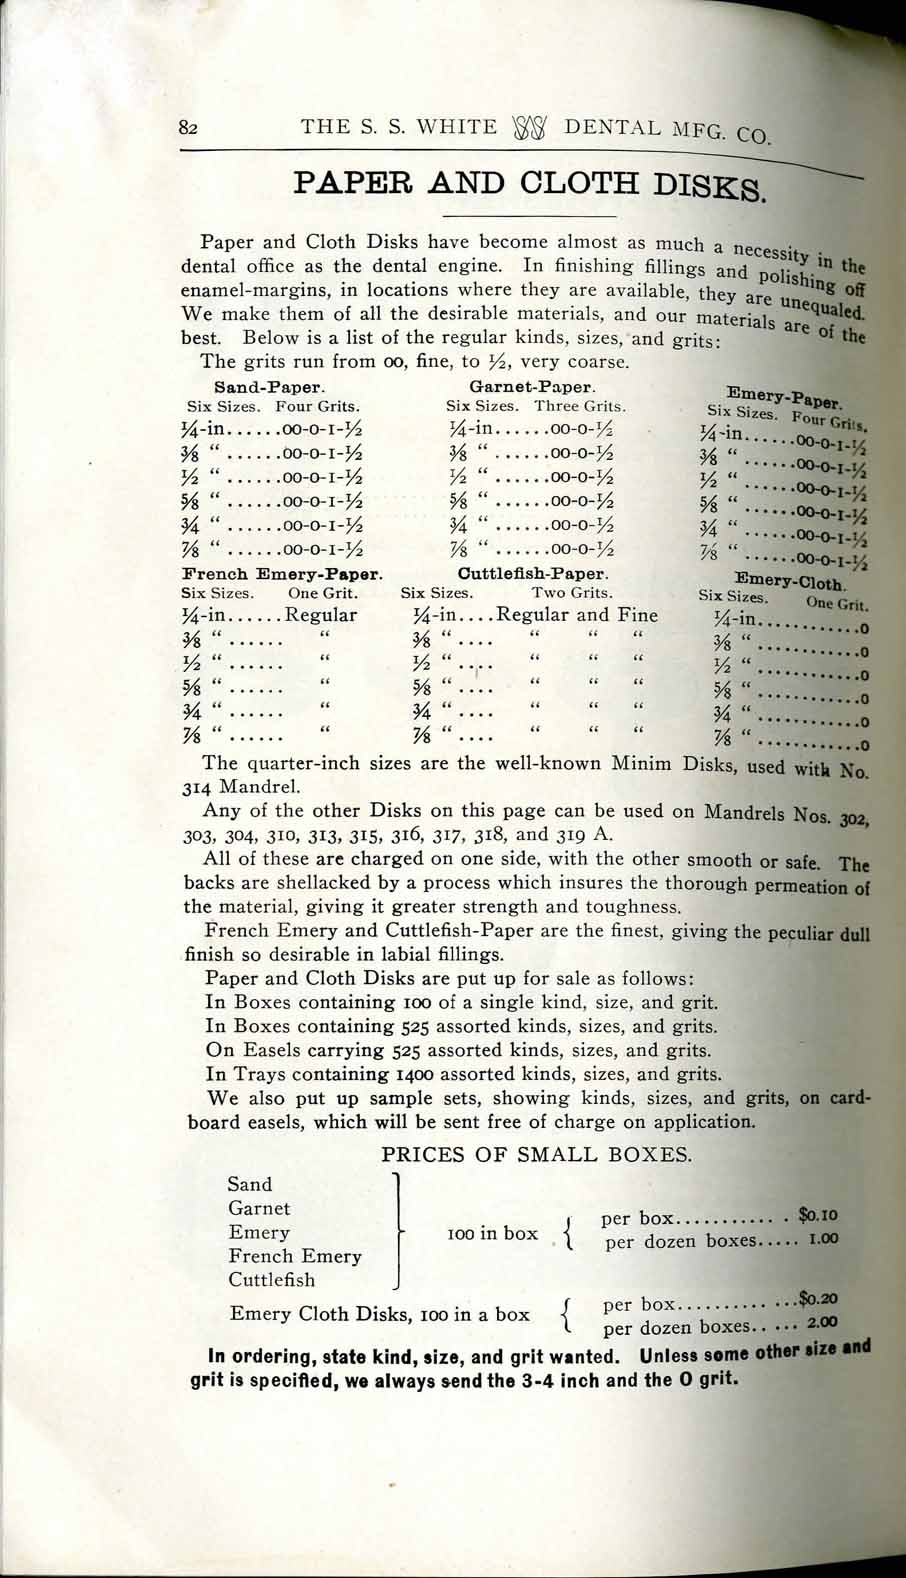 82 THE S. S. WHITE SSW DENTAL MFG. CO.
PAPER AND CLOTH DISKS.
Paper and Cloth Disks have become almost as much a necessity in the
dental office as the dental engine. In finishing fillings and polishing off
enamel-margins, in locations where they are available, they are unequaled.
We make them of all the desirable materials, and our materials are of the
best. Below is a list of the regular kinds, sizes, and grits:
The grits run from 00, fine, to ½, very coarse.
Sand-Paper.
Six Sizes. Four Grits.
¼-in......00-0-1-½
⅜ “ ......00-0-1-½
½ “ ......00-0-1-½
⅝ “ ......00-0-1-½
¾ “ ......00-0-1-½
⅞ “ ......00-0-1-½
Garnet-Paper.
Six Sizes. Three Grits.
¼-in......00-0-½
⅜ “ ......00-0-½
½ “ ......00-0-½
⅝ “ ......00-0-½
¾ “ ......00-0-½
⅞ “ ......00-0-½
Emery-Paper.
Six Sizes. Four Grits.
¼-in......00-0-1-½
⅜ “ ......00-0-1-½
½ “ ......00-0-1-½
⅝ “ ......00-0-1-½
¾ “ ......00-0-1-½
⅞ “ ......00-0-1-½
French Emery-Paper.
Six Sizes. One Grit.
¼-in......Regular
⅜ “ ...... “
½ “ ...... “
⅝ “ ...... “
¾ “ ...... “
⅞ “ ...... “
Cuttlefish-Paper.
Six Sizes. Two Grits.
¼-in....Regular and Fine
⅜ “ .... “ “ “
½ “ .... “ “ “
⅝ “ .... “ “ “
¾ “ .... “ “ “
⅞ “ .... “ “ “
Emery-Cloth.
Six Sizes. One Grit.
¼-in............0
⅜ “ ............0
½ “ ............0
⅝ “ ............0
¾ “ ............0
⅞ “ ............0
The quarter-inch sizes are the well-known Minim Disks, used with No.
314 Mandrel.
Any of the other Disks on this page can be used on Mandrels Nos. 302,
303, 304, 310, 313, 315, 316, 317, 318, and 319 A.
All of these are charged on one side, with the other smooth or safe. The
backs are shellacked by a process which insures the thorough permeation of
the material, giving it greater strength and toughness.
French Emery and Cuttlefish-Paper are the finest, giving the peculiar dull
finish so desirable in labial fillings.
Paper and Cloth Disks are put up for sale as follows:
In Boxes containing 100 of a single kind, size, and grit.
In Boxes containing 525 assorted kinds, sizes, and grits.
On Easels carrying 525 assorted kinds, sizes, and grits.
In Trays containing 1400 assorted kinds, sizes, and grits.
We also put up sample sets, showing kinds, sizes, and grits, on card-
board easels, which will be sent free of charge on application.
PRICES OF SMALL BOXES.
Sand
Garnet
Emery
French Emery
Cuttlefish
100 in box
per box............ . $0.10
per dozen boxes..... 1.00
Emery Cloth Disks, 100 in a box
per box.......... ...$0.20
per dozen boxes.. ... 2.00
In ordering, state kind, size, and grit wanted. Unless some other size and
grit is specified, we always send the 3-4 inch and the 0 grit.